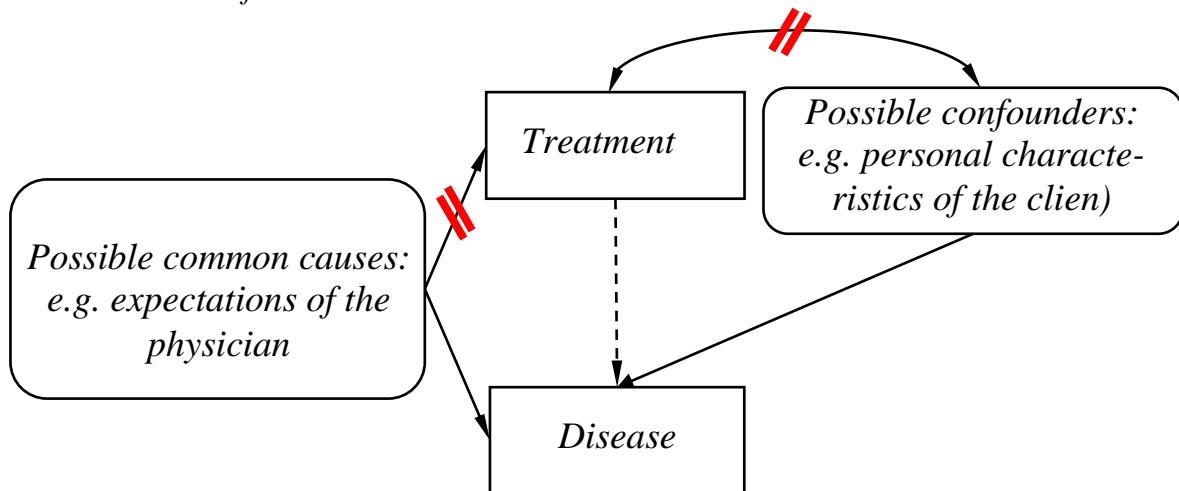 Treatment
Possible confounders:
e.g. personal characte-
ristics of the clien)
Possible common causes:
e.g. expectations of the
physician
Disease